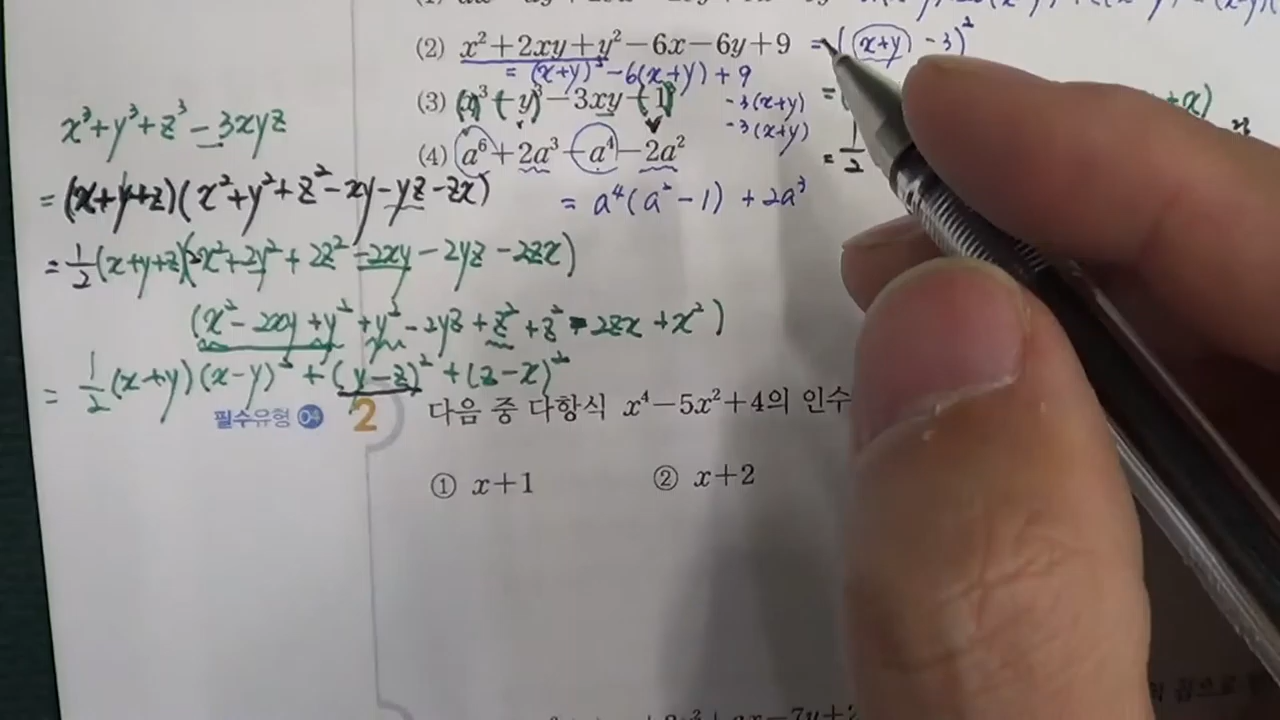 (2) x²+2xy+y²−6x−6y+9 = ((x+y) −3)²
= (x+y)² −6(x+y) + 9
(3) (x)³ + y³ −3xy + 1³
−3(x+y)
−3(x+y)
(4) a⁶+2a³−a⁴−2a²
= 1/2
= a⁴(a²−1) + 2a³
x³+y³+z³−3xyz
= (x+y+z)(x²+y²+z²−xy−yz−zx)
= 1/2(x+y+z)(2x²+2y²+2z²−2xy−2yz−2zx)
(x²−2xy+y²+y²−2yz+z²+z²−2zx+x²)
= 1/2(x+y)(x−y)²+(y−z)²+(z−x)²
필수유형 04 2 다음 중 다항식 x⁴−5x²+4의 인수
① x+1 ② x+2